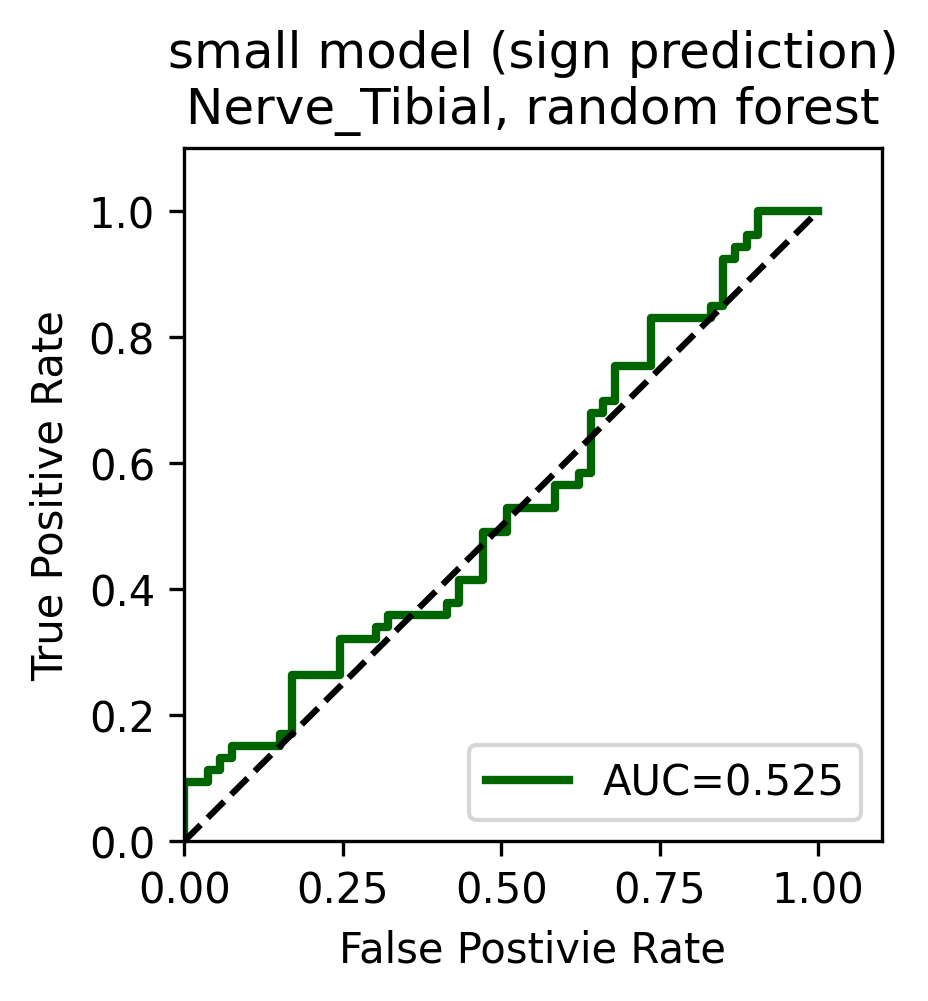 small model (sign prediction)
Nerve_Tibial, random forest
1.0
0.8
0.6
0.4
0.2
0.0
True Positive Rate
AUC=0.525
0.00 0.25 0.50 0.75 1.00
False Postivie Rate